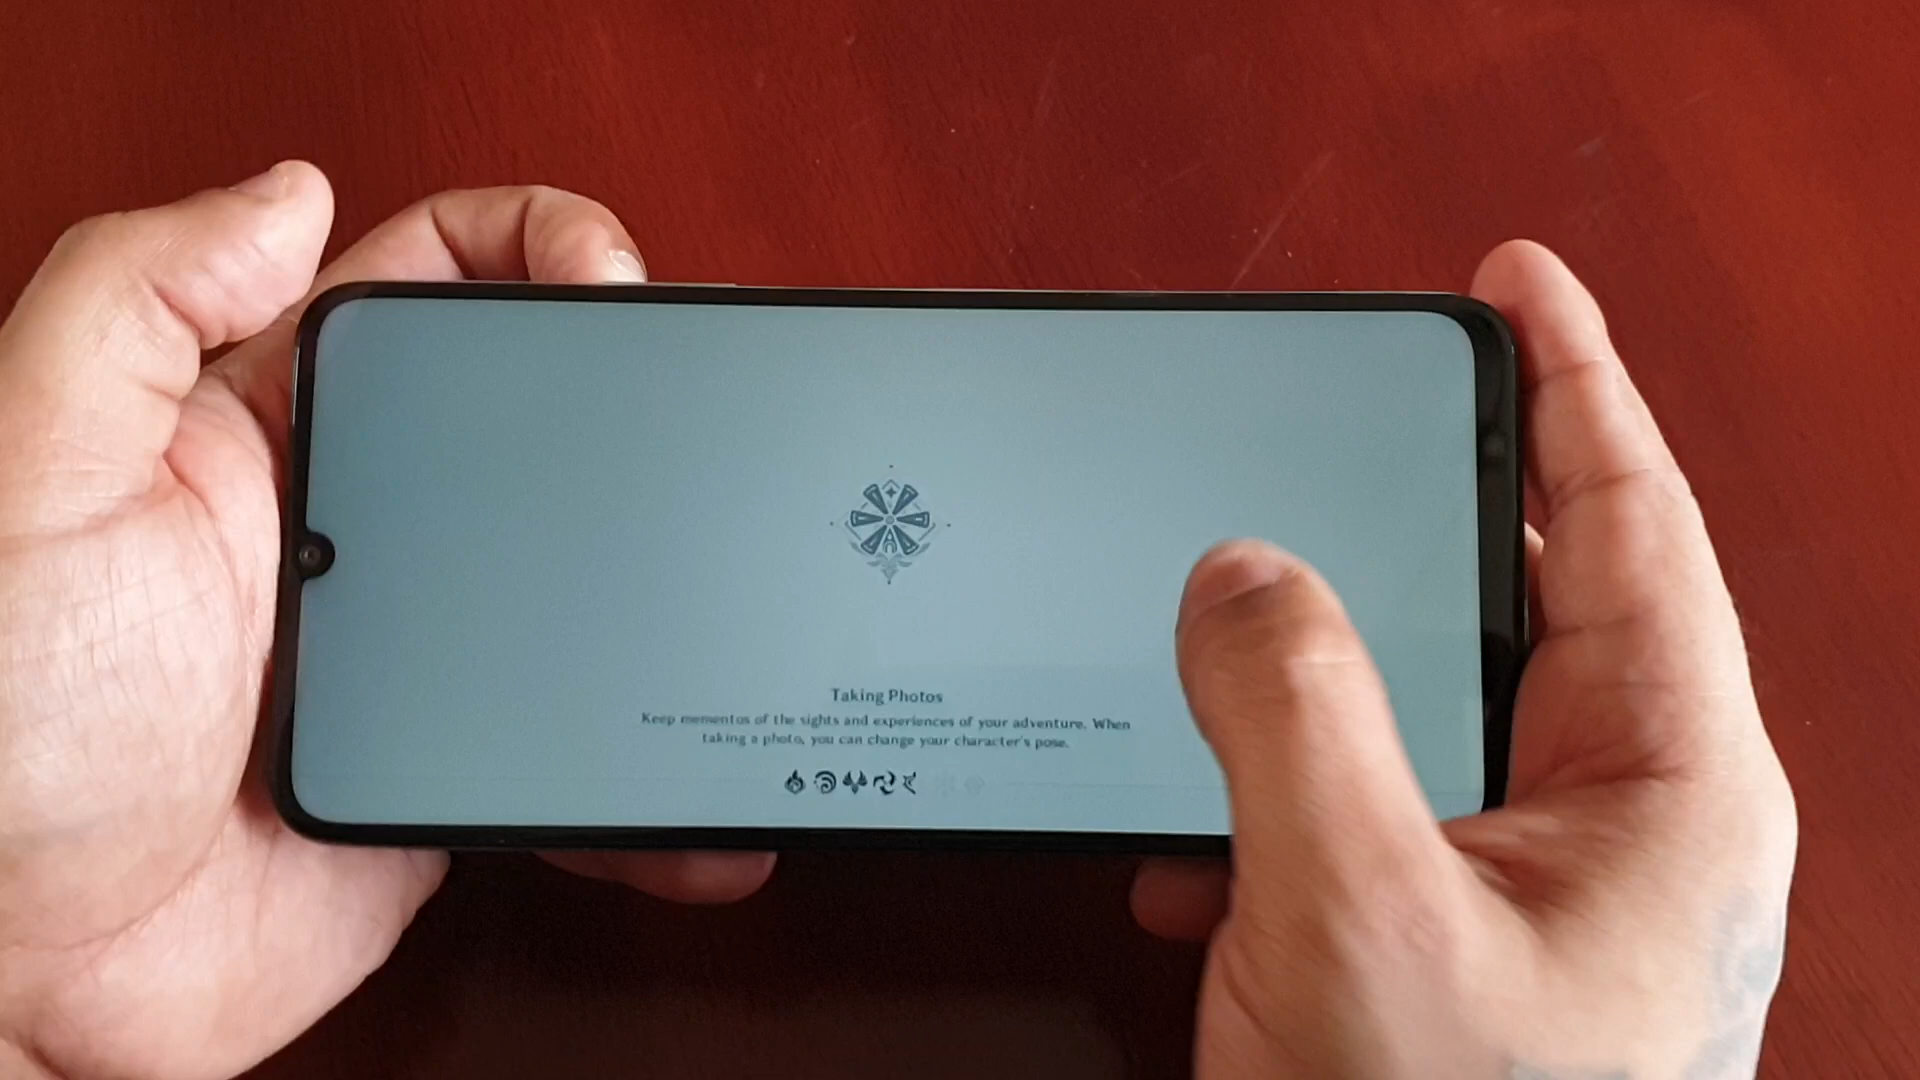 Taking Photos
Keep mementos of the sights and experiences of your adventure. When
taking a photo, you can change your character's pose.